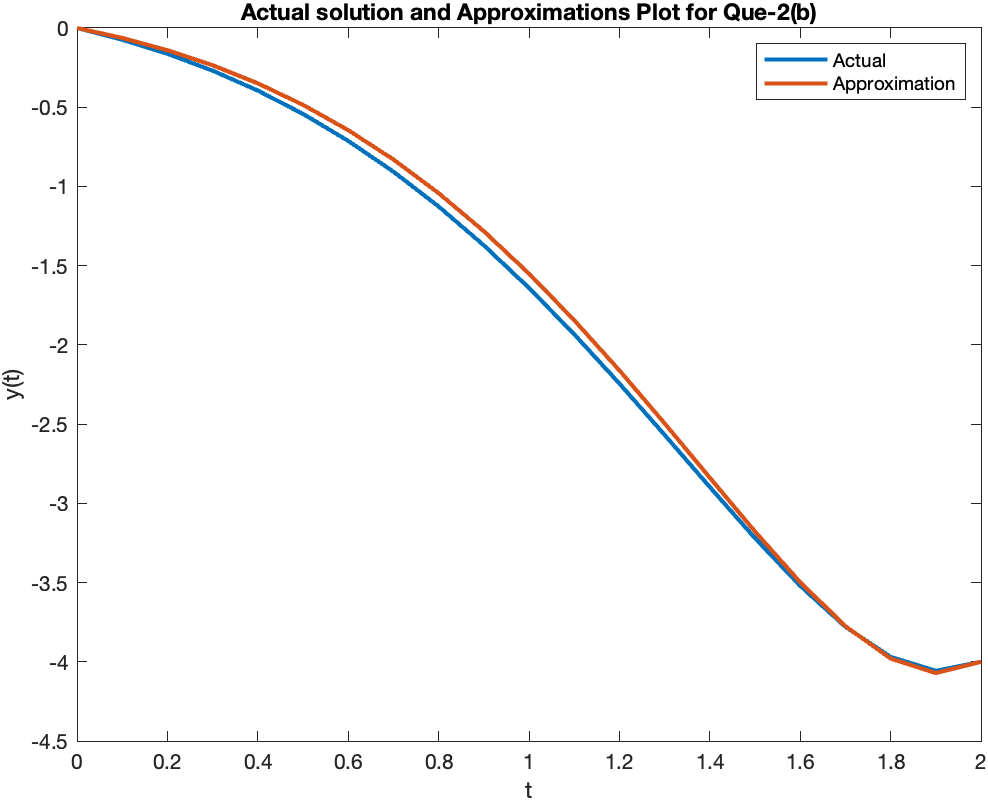 Actual solution and Approximations Plot for Que-2(b)
Actual
Approximation
0
-0.5
-1
-1.5
-2
-2.5
-3
-3.5
-4
-4.5
y(t)
0 0.2 0.4 0.6 0.8 1 1.2 1.4 1.6 1.8 2
t